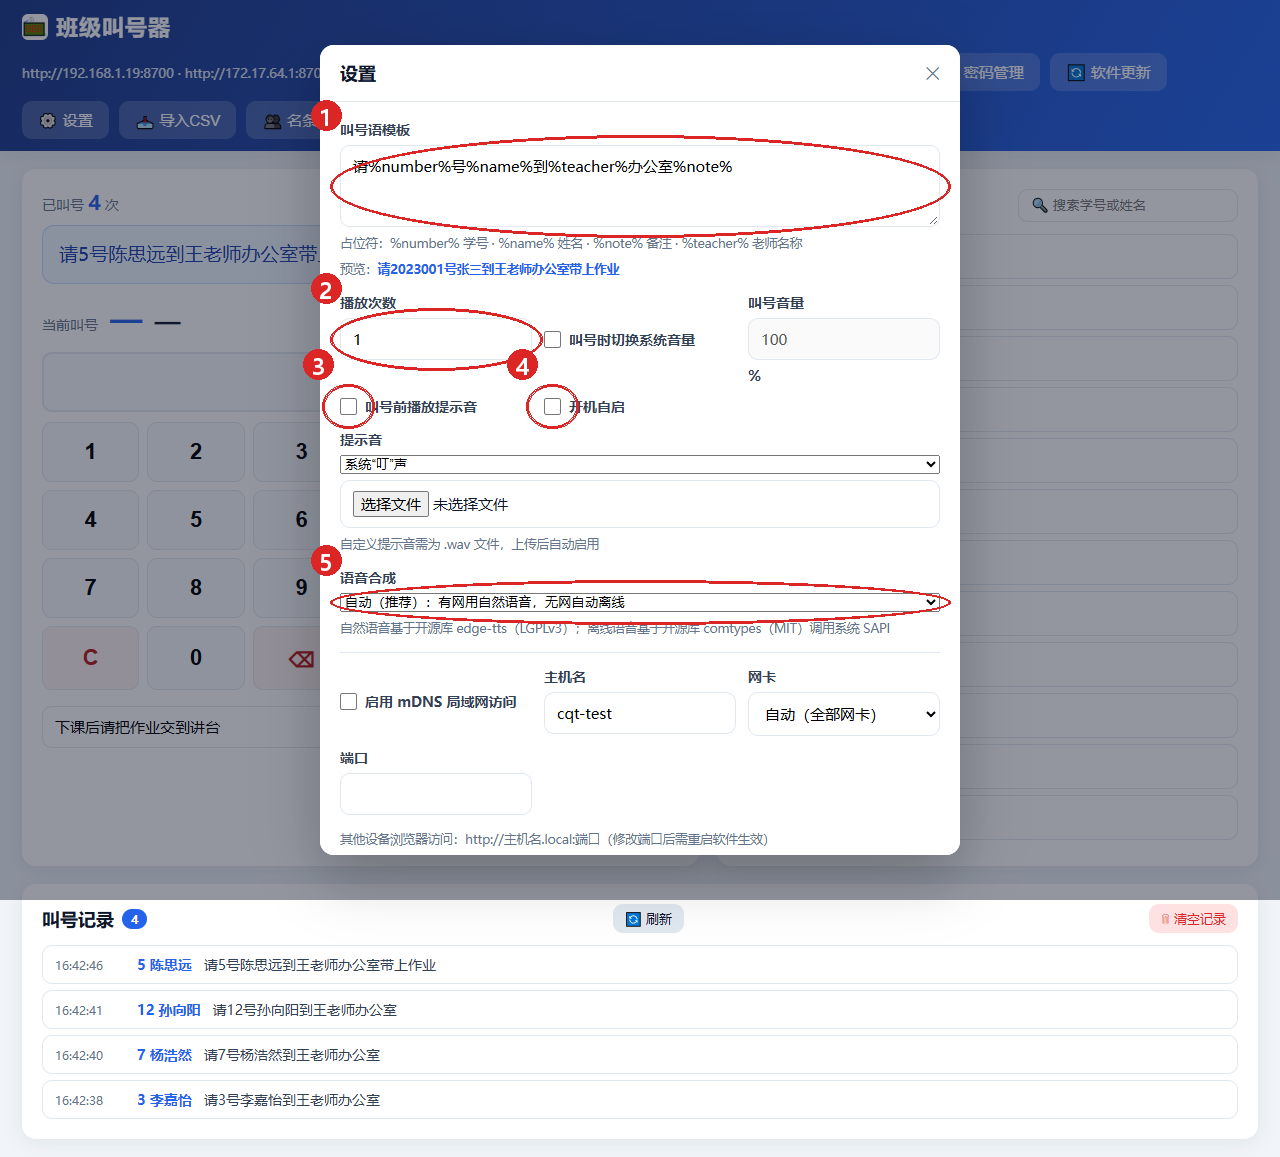 班级叫号器
http://192.168.1.19:8700 · http://172.17.64.1:870
密码管理
软件更新
设置
导入CSV
名条
已叫号 4 次
请5号陈思远到王老师办公室带
当前叫号
搜索学号或姓名
1 2 3
4 5 6
7 8 9
C 0
下课后请把作业交到讲台
设置
1
叫号语模板
请%number%号%name%到%teacher%办公室%note%
占位符：%number% 学号 · %name% 姓名 · %note% 备注 · %teacher% 老师名称
预览：请2023001号张三到王老师办公室带上作业
2
播放次数
叫号音量
1
叫号时切换系统音量
100
%
3
4
叫号前播放提示音
开机自启
提示音
系统“叮”声
选择文件 未选择文件
自定义提示音需为 .wav 文件，上传后自动启用
5
语音合成
自动（推荐）：有网用自然语音，无网自动离线
自然语音基于开源库 edge-tts（LGPLv3）；离线语音基于开源库 comtypes（MIT）调用系统 SAPI
启用 mDNS 局域网访问
主机名
cqt-test
网卡
自动（全部网卡）
端口
其他设备浏览器访问：http://主机名.local:端口（修改端口后需重启软件生效）
叫号记录 4
刷新
清空记录
16:42:46 5 陈思远 请5号陈思远到王老师办公室带上作业
16:42:41 12 孙向阳 请12号孙向阳到王老师办公室
16:42:40 7 杨浩然 请7号杨浩然到王老师办公室
16:42:38 3 李嘉怡 请3号李嘉怡到王老师办公室